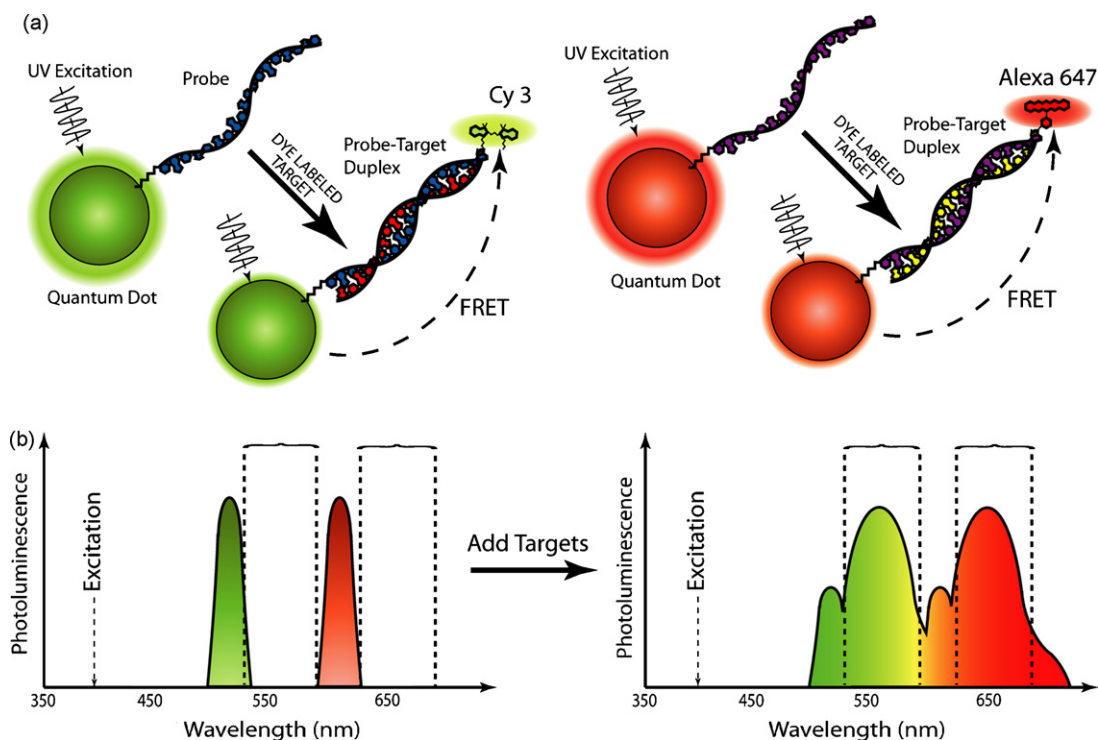 (a)
UV Excitation
Probe
Cy 3
DYE LABELED
TARGET
Probe-Target
Duplex
Quantum Dot
FRET
UV Excitation
Alexa 647
DYE LABELED
TARGET
Probe-Target
Duplex
Quantum Dot
FRET
(b)
Photoluminescence
Excitation
350
450
550
650
Wavelength (nm)
Add Targets
Photoluminescence
Excitation
350
450
550
650
Wavelength (nm)